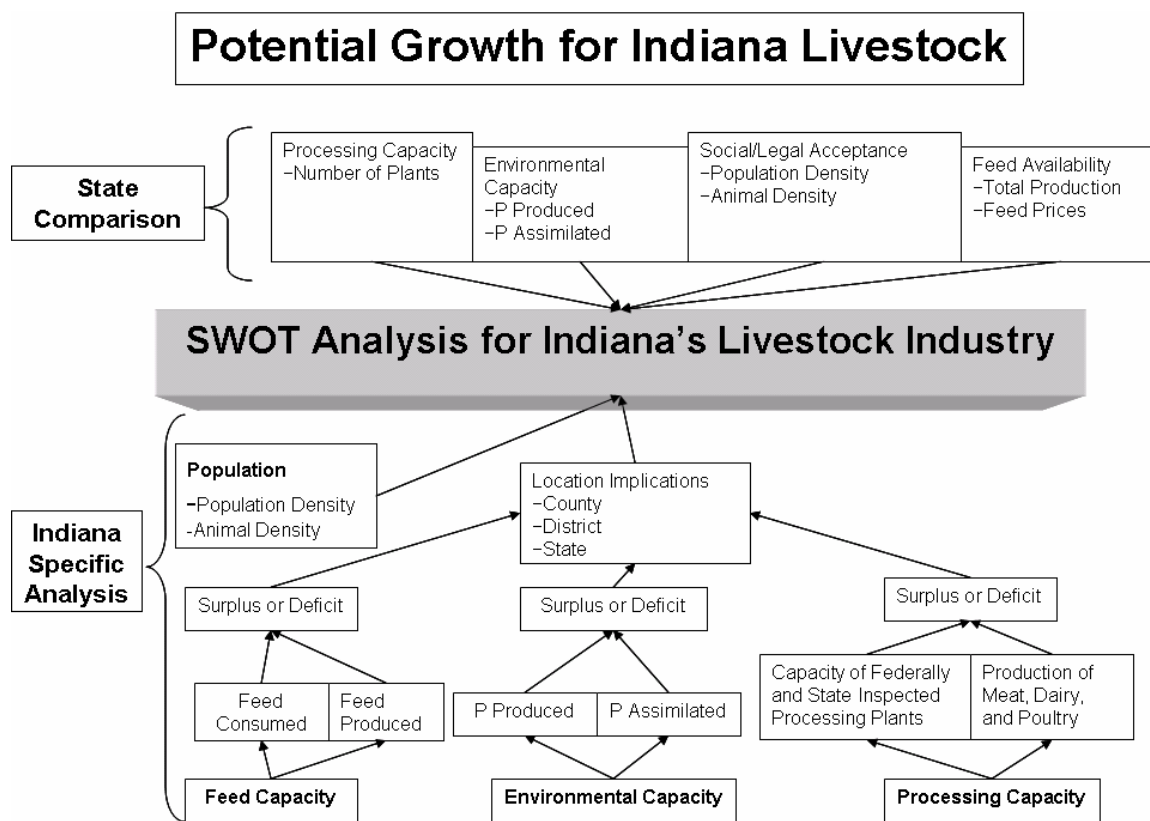 Potential Growth for Indiana Livestock
State
Comparison
Processing Capacity
–Number of Plants
Environmental
Capacity
–P Produced
–P Assimilated
Social/Legal Acceptance
–Population Density
–Animal Density
Feed Availability
–Total Production
–Feed Prices
SWOT Analysis for Indiana's Livestock Industry
Indiana
Specific
Analysis
Population
–Population Density
-Animal Density
Location Implications
–County
–District
–State
Surplus or Deficit
Surplus or Deficit
Surplus or Deficit
Feed
Consumed
Feed
Produced
P Produced
P Assimilated
Capacity of Federally
and State Inspected
Processing Plants
Production of
Meat, Dairy,
and Poultry
Feed Capacity
Environmental Capacity
Processing Capacity